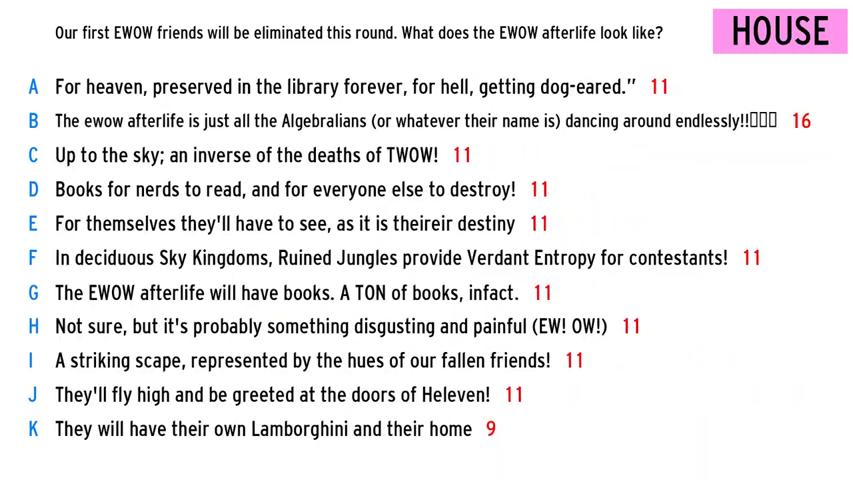 Our first EWOW friends will be eliminated this round. What does the EWOW afterlife look like?
HOUSE
A For heaven, preserved in the library forever, for hell, getting dog-eared.” 11
B The ewow afterlife is just all the Algebralians (or whatever their name is) dancing around endlessly!!▯▯▯ 16
C Up to the sky; an inverse of the deaths of TWOW! 11
D Books for nerds to read, and for everyone else to destroy! 11
E For themselves they'll have to see, as it is theireir destiny 11
F In deciduous Sky Kingdoms, Ruined Jungles provide Verdant Entropy for contestants! 11
G The EWOW afterlife will have books. A TON of books, infact. 11
H Not sure, but it's probably something disgusting and painful (EW! OW!) 11
I A striking scape, represented by the hues of our fallen friends! 11
J They'll fly high and be greeted at the doors of Heleven! 11
K They will have their own Lamborghini and their home 9